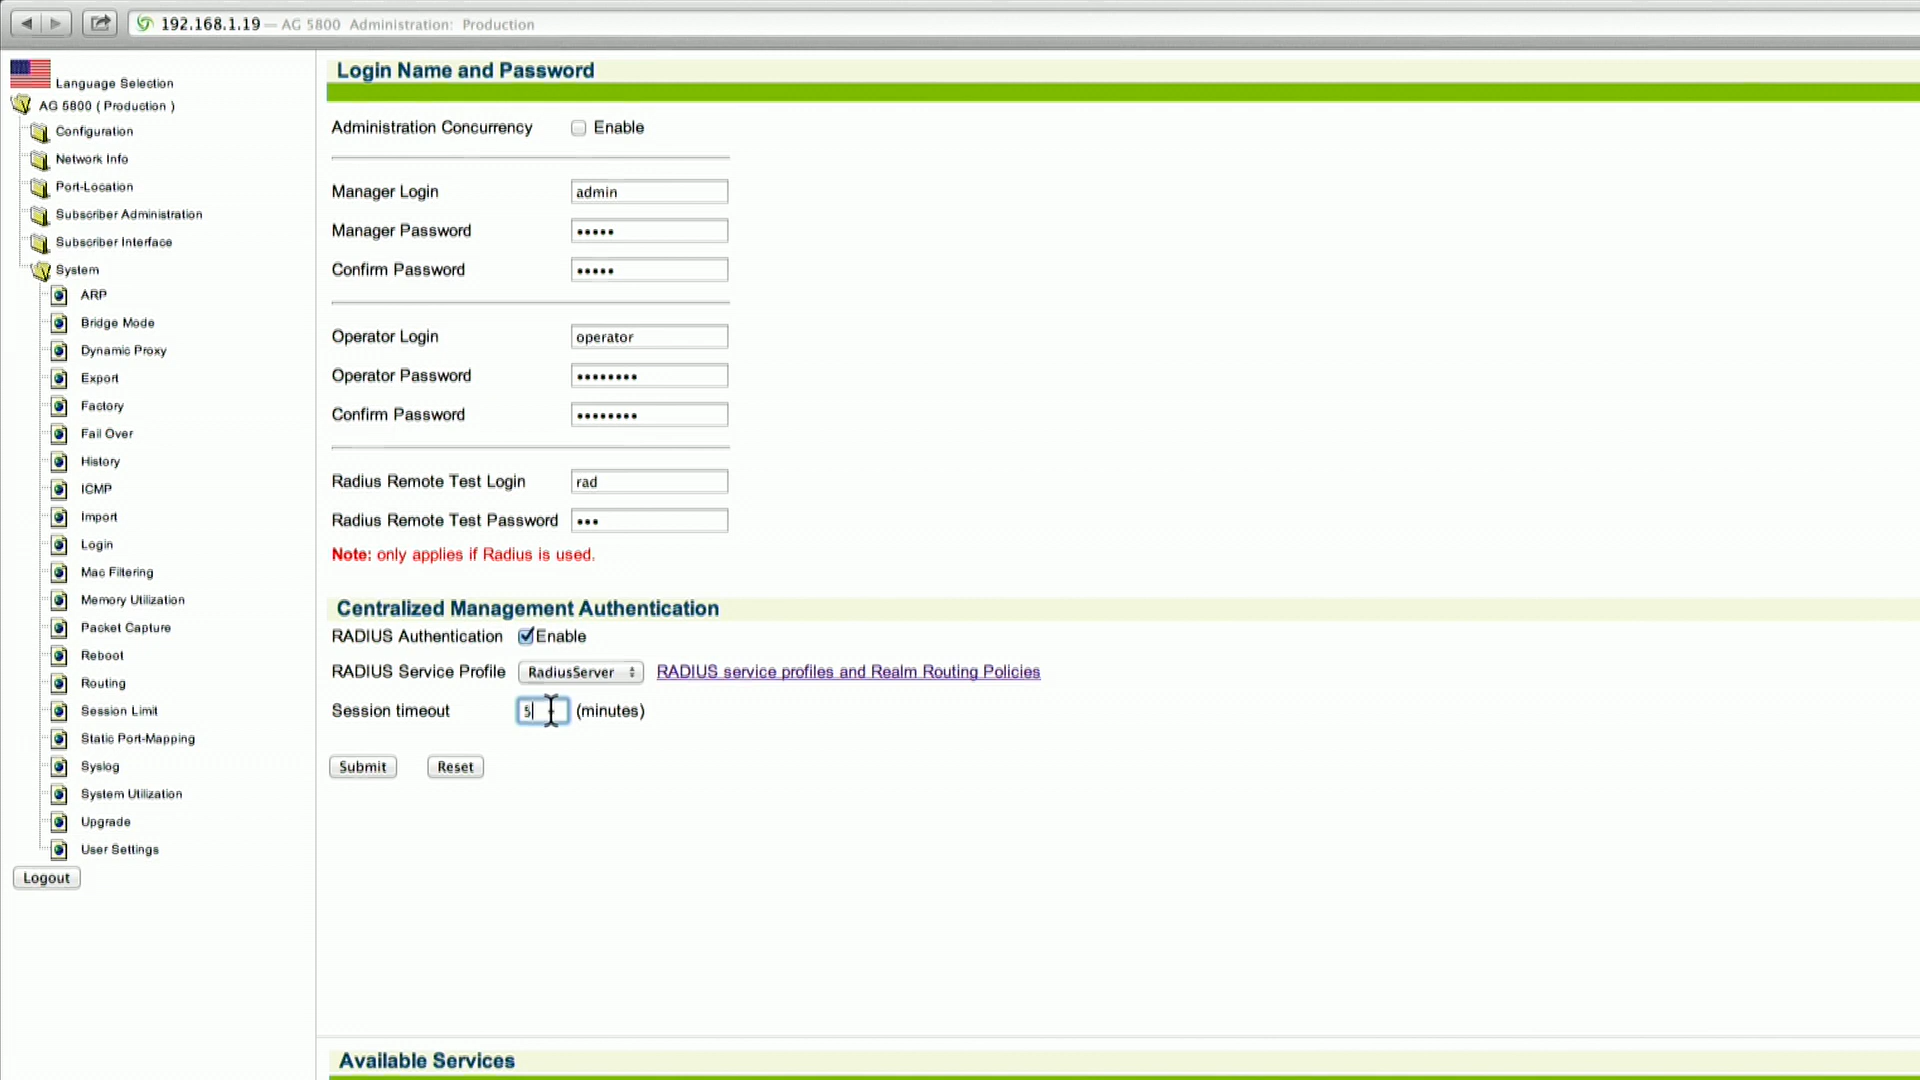 192.168.1.19 — AG 5800 Administration: Production
Language Selection
AG 5800 ( Production )
Configuration
Network Info
Port-Location
Subscriber Administration
Subscriber Interface
System
ARP
Bridge Mode
Dynamic Proxy
Export
Factory
Fail Over
History
ICMP
Import
Login
Mac Filtering
Memory Utilization
Packet Capture
Reboot
Routing
Session Limit
Static Port-Mapping
Syslog
System Utilization
Upgrade
User Settings
Logout
Login Name and Password
Administration Concurrency Enable
Manager Login admin
Manager Password •••••
Confirm Password •••••
Operator Login operator
Operator Password ••••••••
Confirm Password ••••••••
Radius Remote Test Login rad
Radius Remote Test Password •••
Note: only applies if Radius is used.
Centralized Management Authentication
RADIUS Authentication Enable
RADIUS Service Profile RadiusServer RADIUS service profiles and Realm Routing Policies
Session timeout 5 (minutes)
Submit Reset
Available Services